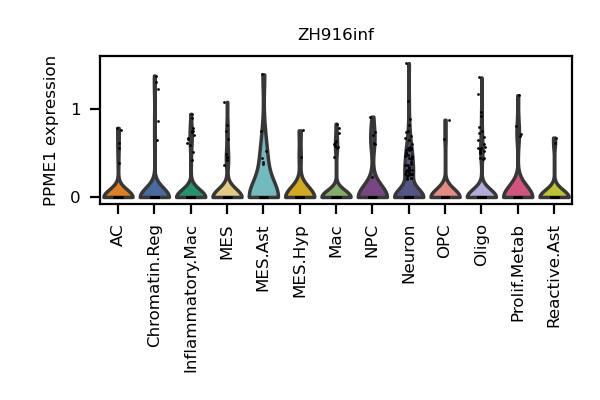 ZH916inf
PPME1 expression
1
0
AC
Chromatin.Reg
Inflammatory.Mac
MES
MES.Ast
MES.Hyp
Mac
NPC
Neuron
OPC
Oligo
Prolif.Metab
Reactive.Ast